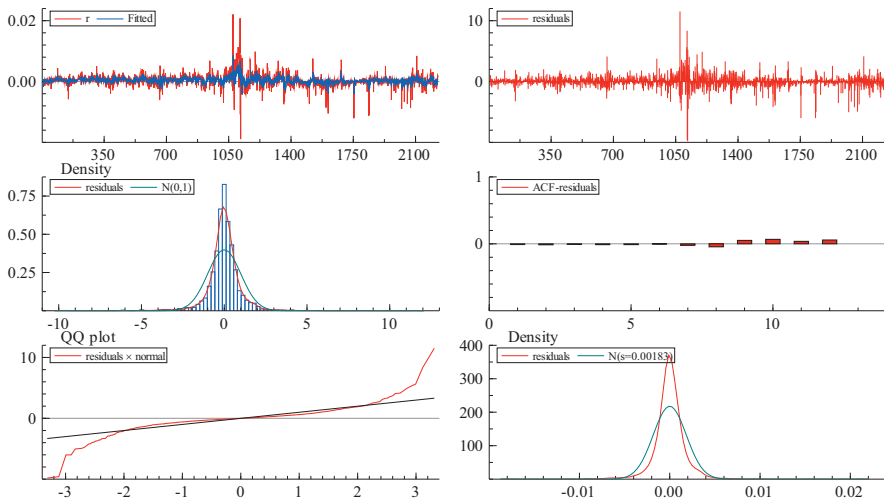 r Fitted
0.02
0.00
350 700 1050 1400 1750 2100
residuals
10
0
350 700 1050 1400 1750 2100
Density
residuals N(0,1)
0.75
0.50
0.25
-10 -5 0 5 10
ACF-residuals
1
0
-1
0 5 10
QQ plot
residuals × normal
10
0
-3 -2 -1 0 1 2 3
Density
residuals N(s=0.00183)
400
300
200
100
-0.01 0.00 0.01 0.02